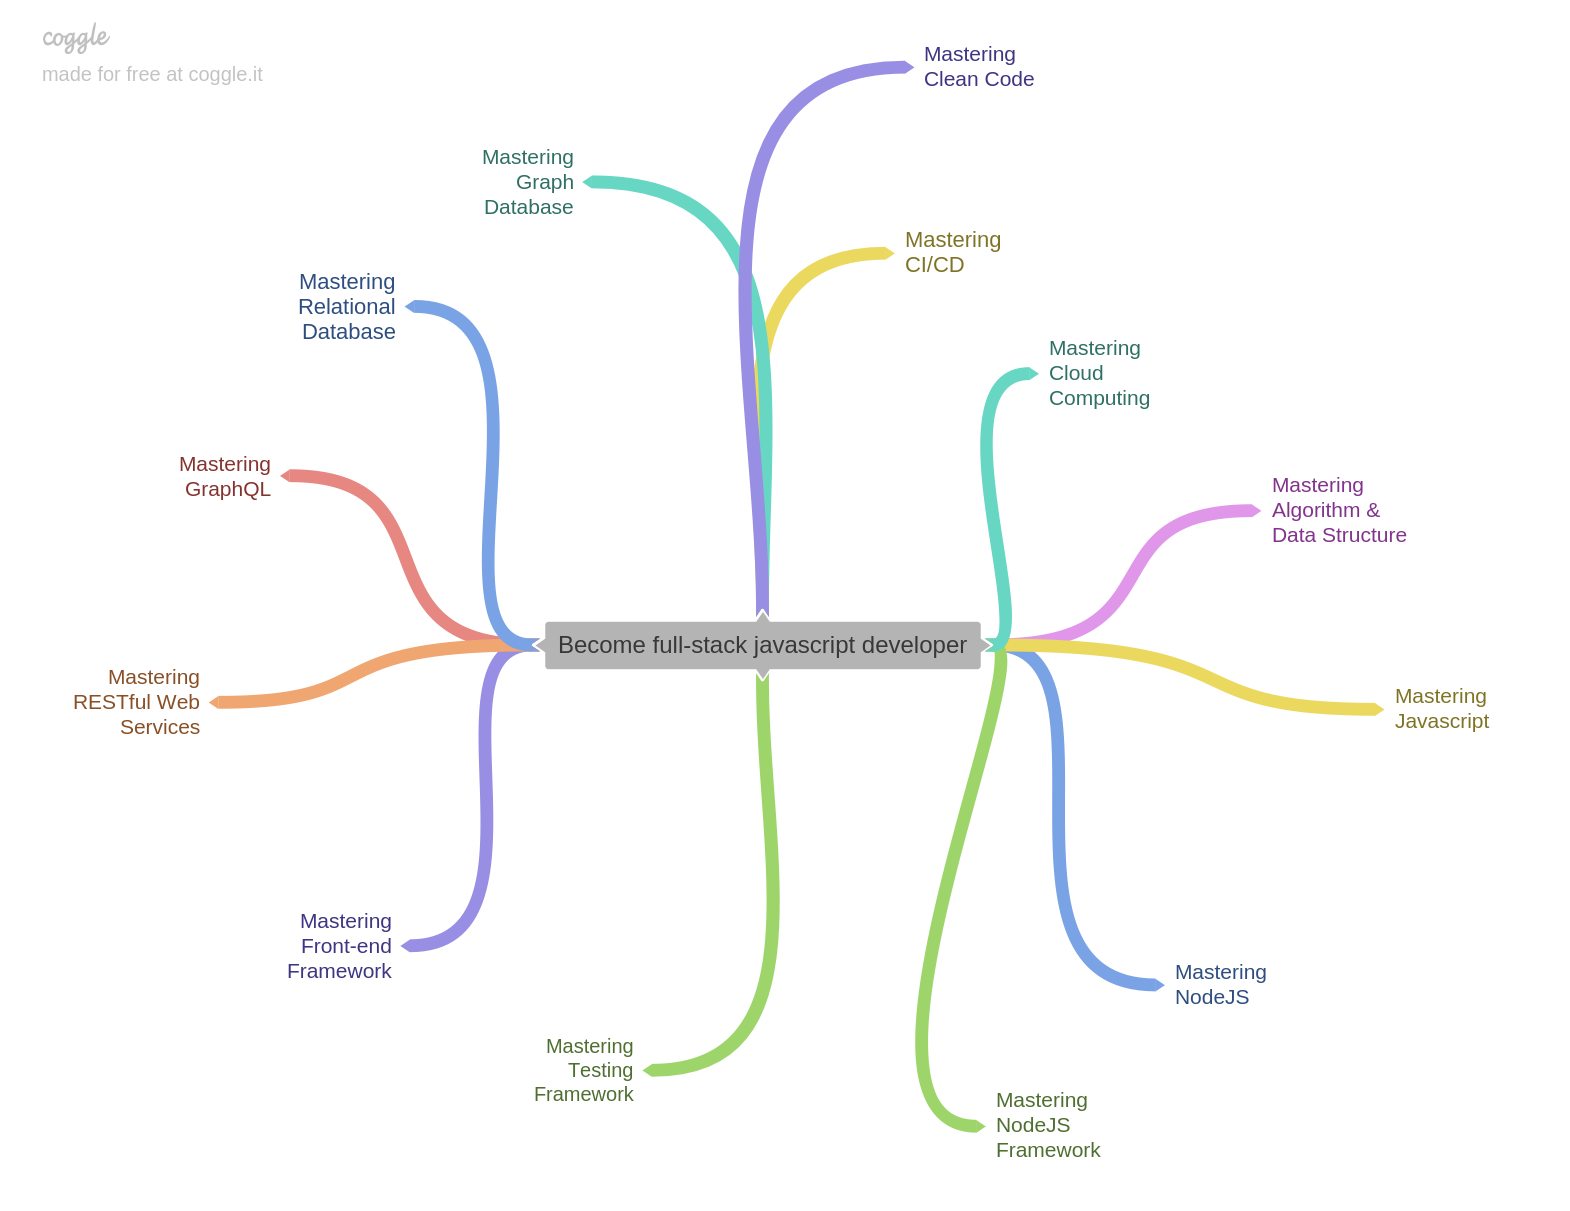 coggle
made for free at coggle.it
Mastering
Clean Code
Mastering
Graph
Database
Mastering
CI/CD
Mastering
Relational
Database
Mastering
Cloud
Computing
Mastering
GraphQL
Mastering
Algorithm &
Data Structure
Become full-stack javascript developer
Mastering
RESTful Web
Services
Mastering
Javascript
Mastering
Front-end
Framework
Mastering
NodeJS
Mastering
Testing
Framework
Mastering
NodeJS
Framework